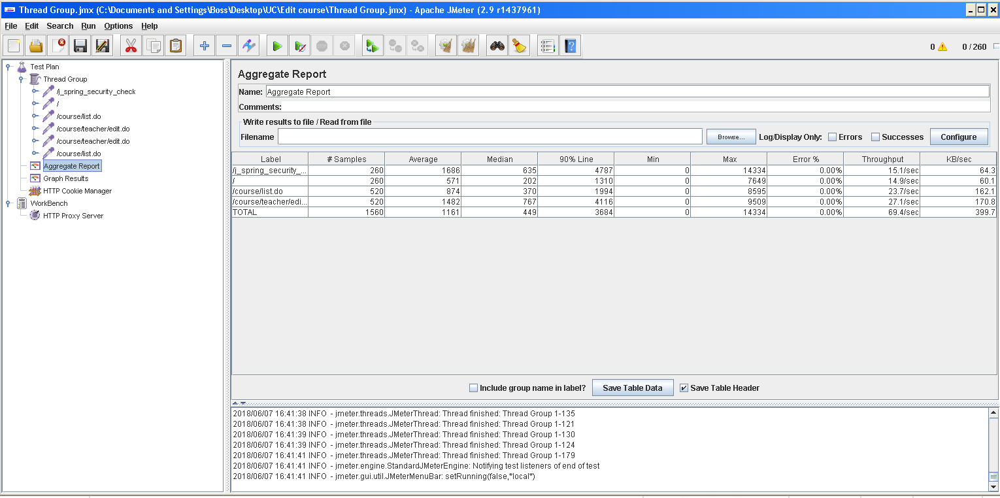 Thread Group.jmx (C:\Documents and Settings\Boss\Desktop\UC\Edit course\Thread Group.jmx) - Apache JMeter (2.9 r1437961)
File Edit Search Run Options Help
0 0 / 260
Test Plan
Thread Group
/j_spring_security_check
/
/course/list.do
/course/teacher/edit.do
/course/teacher/edit.do
/course/list.do
Aggregate Report
Graph Results
HTTP Cookie Manager
WorkBench
HTTP Proxy Server
Aggregate Report
Name: Aggregate Report
Comments:
Write results to file / Read from file
Filename Browse... Log/Display Only: Errors Successes Configure
Label # Samples Average Median 90% Line Min Max Error % Throughput KB/sec
/j_spring_security_... 260 1686 635 4787 0 14334 0.00% 15.1/sec 64.3
/ 260 571 202 1310 0 7649 0.00% 14.9/sec 60.1
/course/list.do 520 874 370 1994 0 8595 0.00% 23.7/sec 162.1
/course/teacher/edi... 520 1482 767 4116 0 9509 0.00% 27.1/sec 170.8
TOTAL 1560 1161 449 3684 0 14334 0.00% 69.4/sec 399.7
Include group name in label? Save Table Data Save Table Header
2018/06/07 16:41:38 INFO - jmeter.threads.JMeterThread: Thread finished: Thread Group 1-135
2018/06/07 16:41:38 INFO - jmeter.threads.JMeterThread: Thread finished: Thread Group 1-121
2018/06/07 16:41:39 INFO - jmeter.threads.JMeterThread: Thread finished: Thread Group 1-130
2018/06/07 16:41:39 INFO - jmeter.threads.JMeterThread: Thread finished: Thread Group 1-124
2018/06/07 16:41:41 INFO - jmeter.threads.JMeterThread: Thread finished: Thread Group 1-179
2018/06/07 16:41:41 INFO - jmeter.engine.StandardJMeterEngine: Notifying test listeners of end of test
2018/06/07 16:41:41 INFO - jmeter.gui.util.JMeterMenuBar: setRunning(false,*local*)